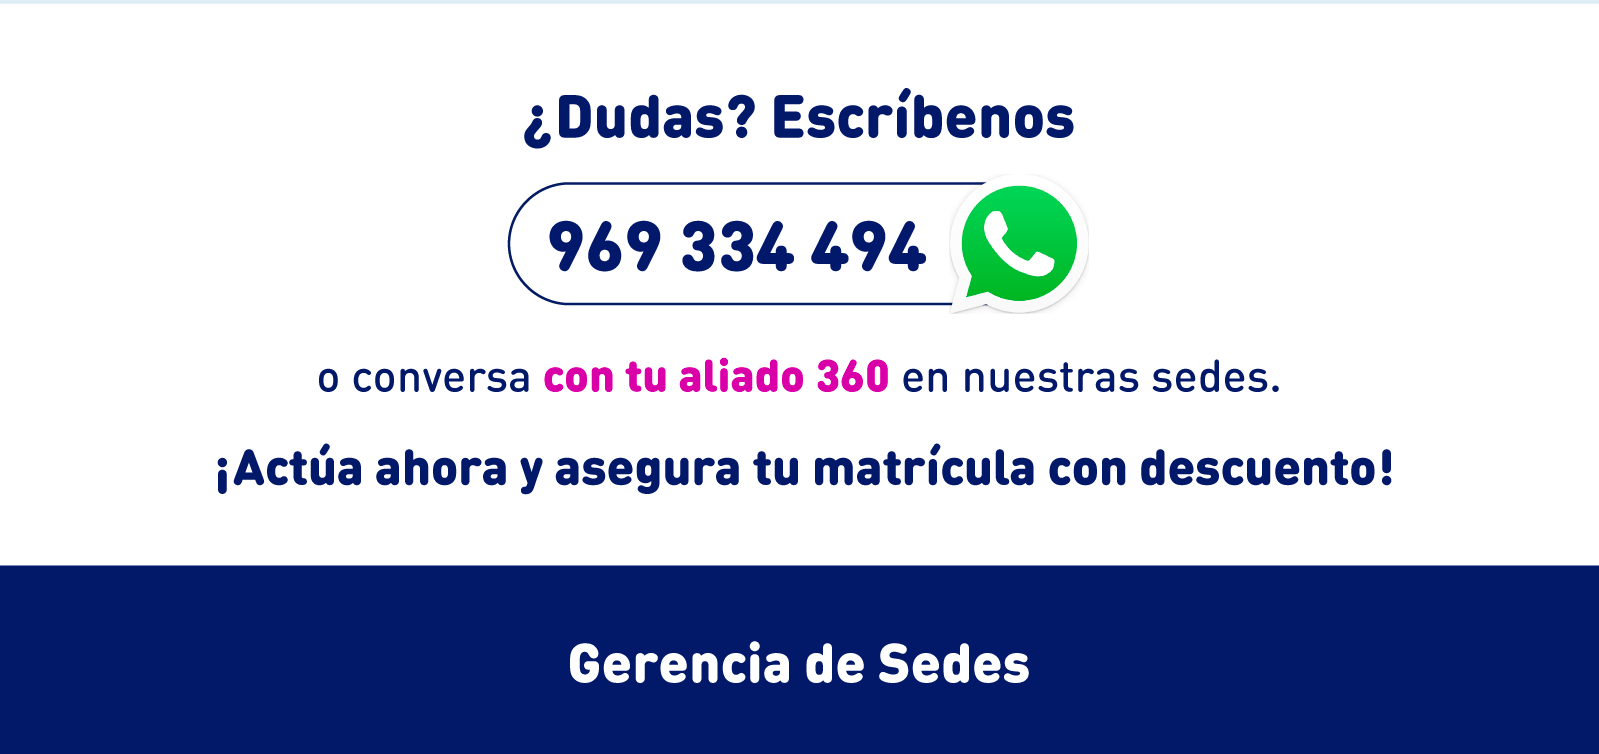 ¿Dudas? Escríbenos
969 334 494
o conversa con tu aliado 360 en nuestras sedes.
¡Actúa ahora y asegura tu matrícula con descuento!
Gerencia de Sedes